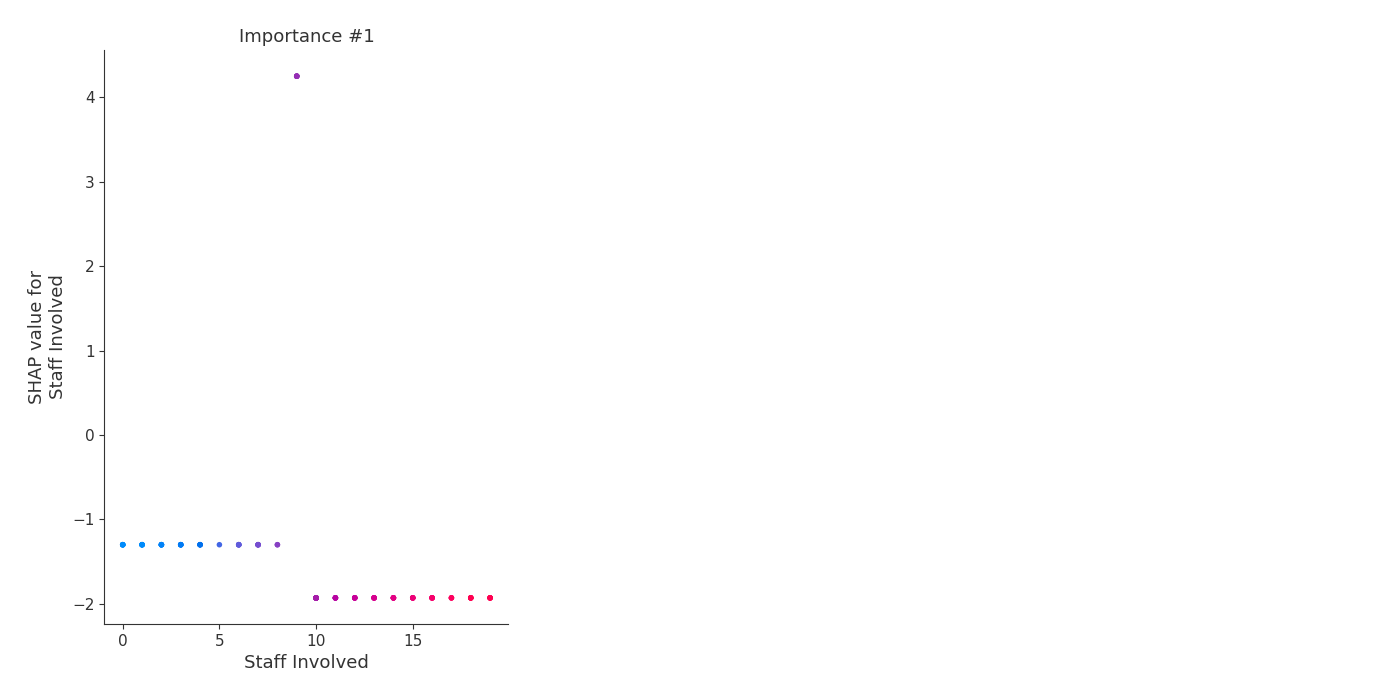 Importance #1
4
3
2
1
0
−1
−2
SHAP value for
Staff Involved
0 5 10 15
Staff Involved